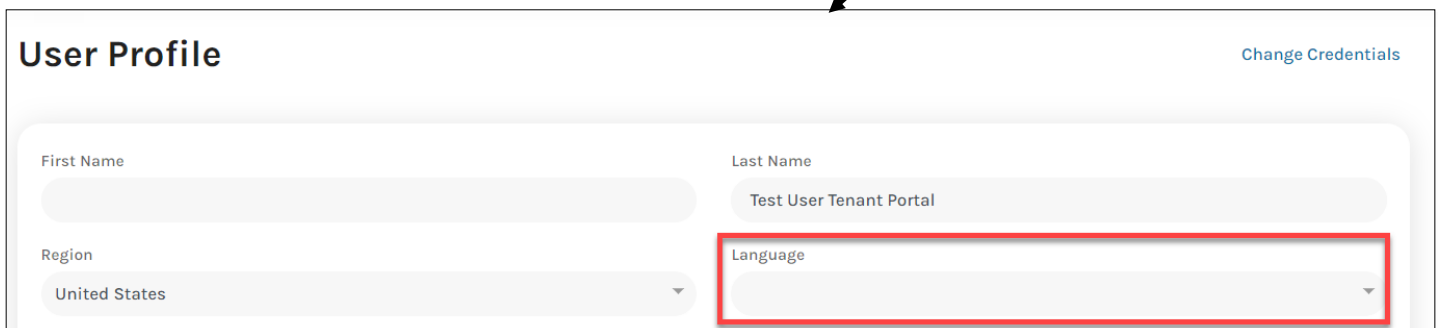 User Profile
Change Credentials
First Name
Last Name
Test User Tenant Portal
Region
Language
United States